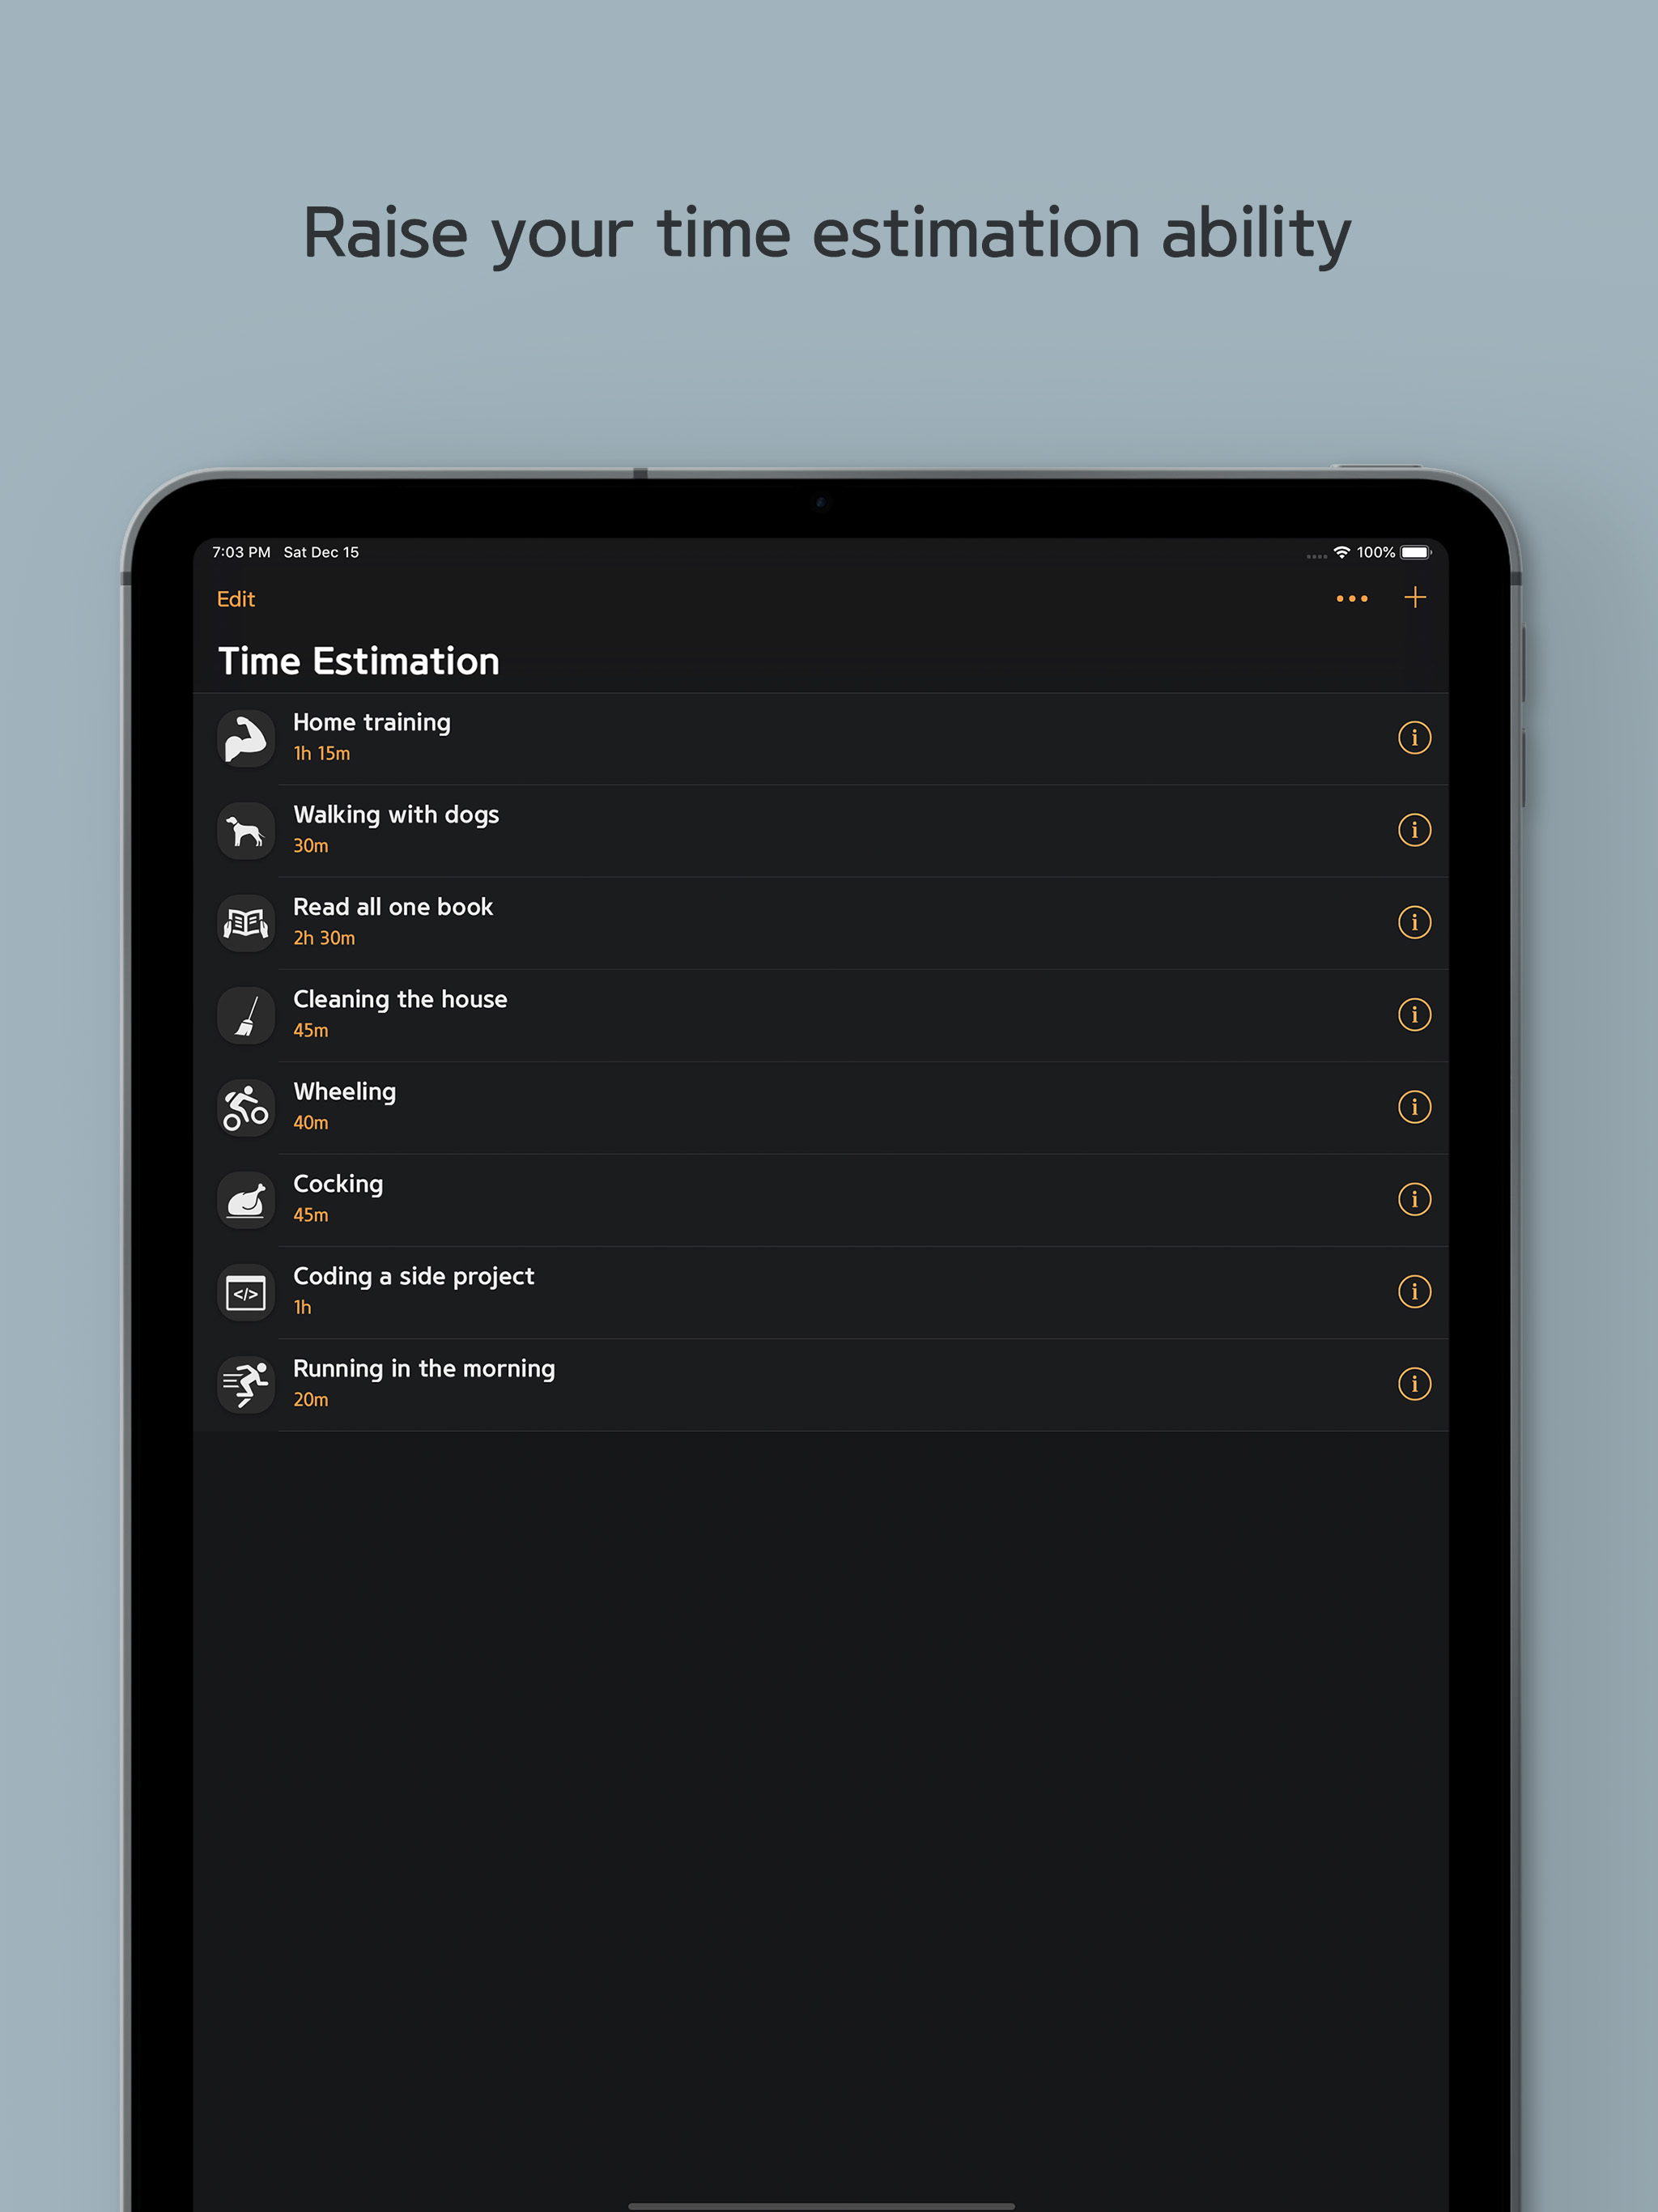 Raise your time estimation ability
7:03 PM Sat Dec 15
100%
Edit
Time Estimation
Home training
1h 15m
Walking with dogs
30m
Read all one book
2h 30m
Cleaning the house
45m
Wheeling
40m
Cocking
45m
Coding a side project
1h
Running in the morning
20m